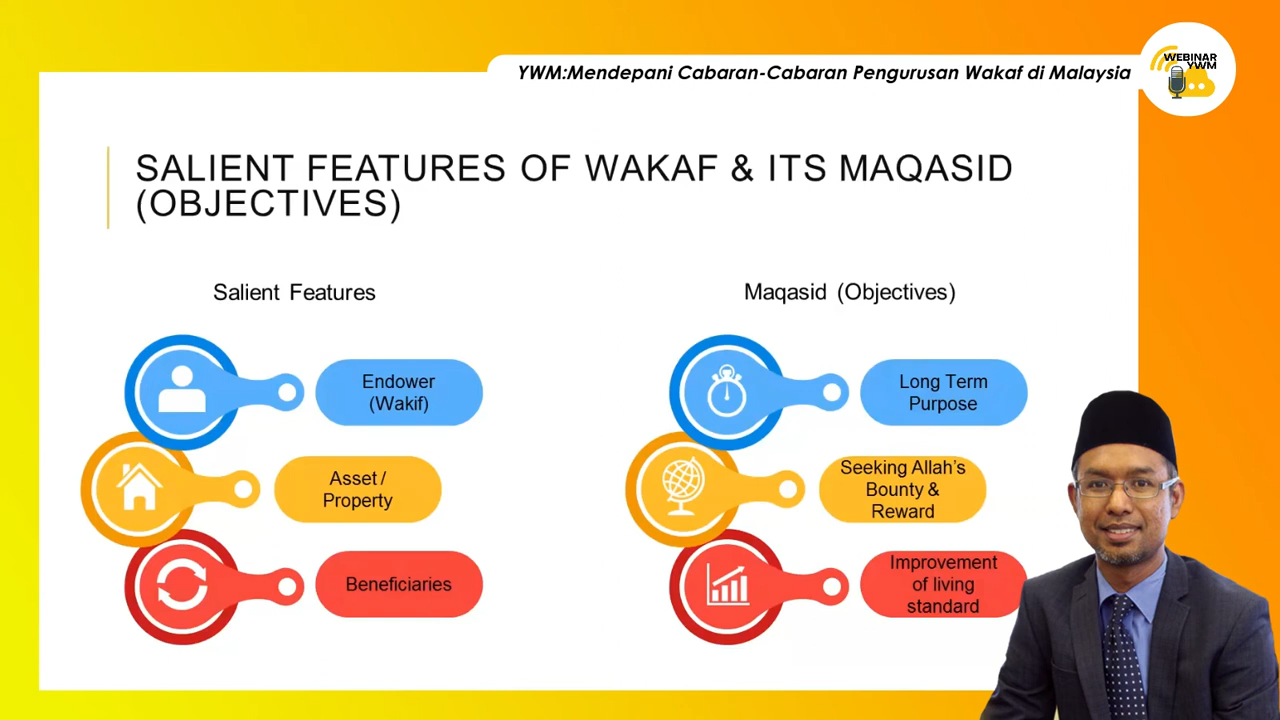 YWM:Mendepani Cabaran-Cabaran Pengurusan Wakaf di Malaysia
WEBINAR
YWM
SALIENT FEATURES OF WAKAF & ITS MAQASID
(OBJECTIVES)
Salient Features
Endower
(Wakif)
Asset /
Property
Beneficiaries
Maqasid (Objectives)
Long Term
Purpose
Seeking Allah's
Bounty &
Reward
Improvement
of living
standard